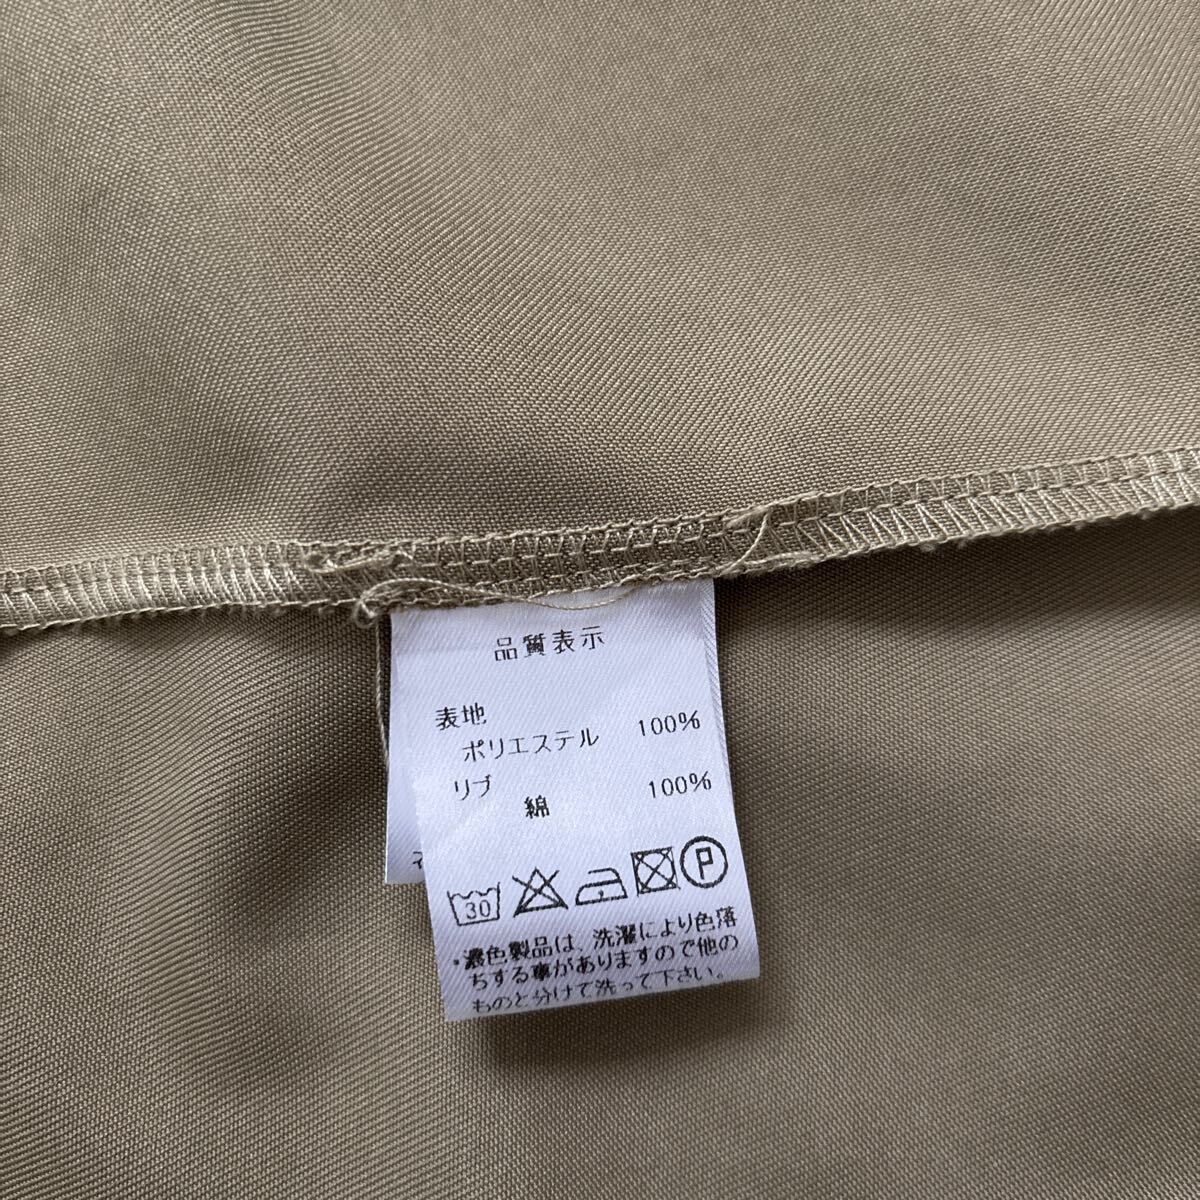 品質表示
表地
ポリエステル 100%
リブ
綿 100%
30 P
・濃色製品は、洗濯により色落
ちする事がありますので他の
ものと分けて洗って下さい。